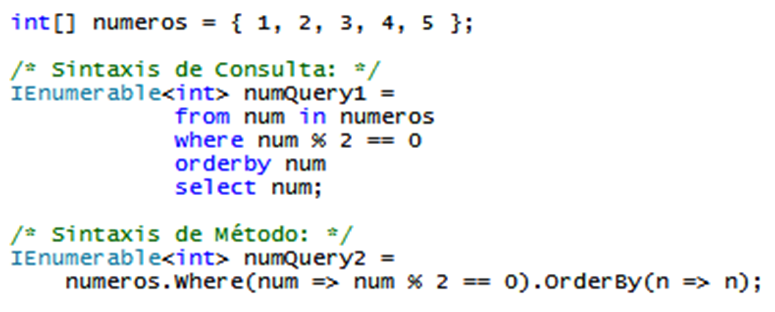 int[] numeros = { 1, 2, 3, 4, 5 };
/* Sintaxis de Consulta: */
IEnumerable<int> numQuery1 =
from num in numeros
where num % 2 == 0
orderby num
select num;
/* Sintaxis de Método: */
IEnumerable<int> numQuery2 =
numeros.Where(num => num % 2 == 0).OrderBy(n => n);